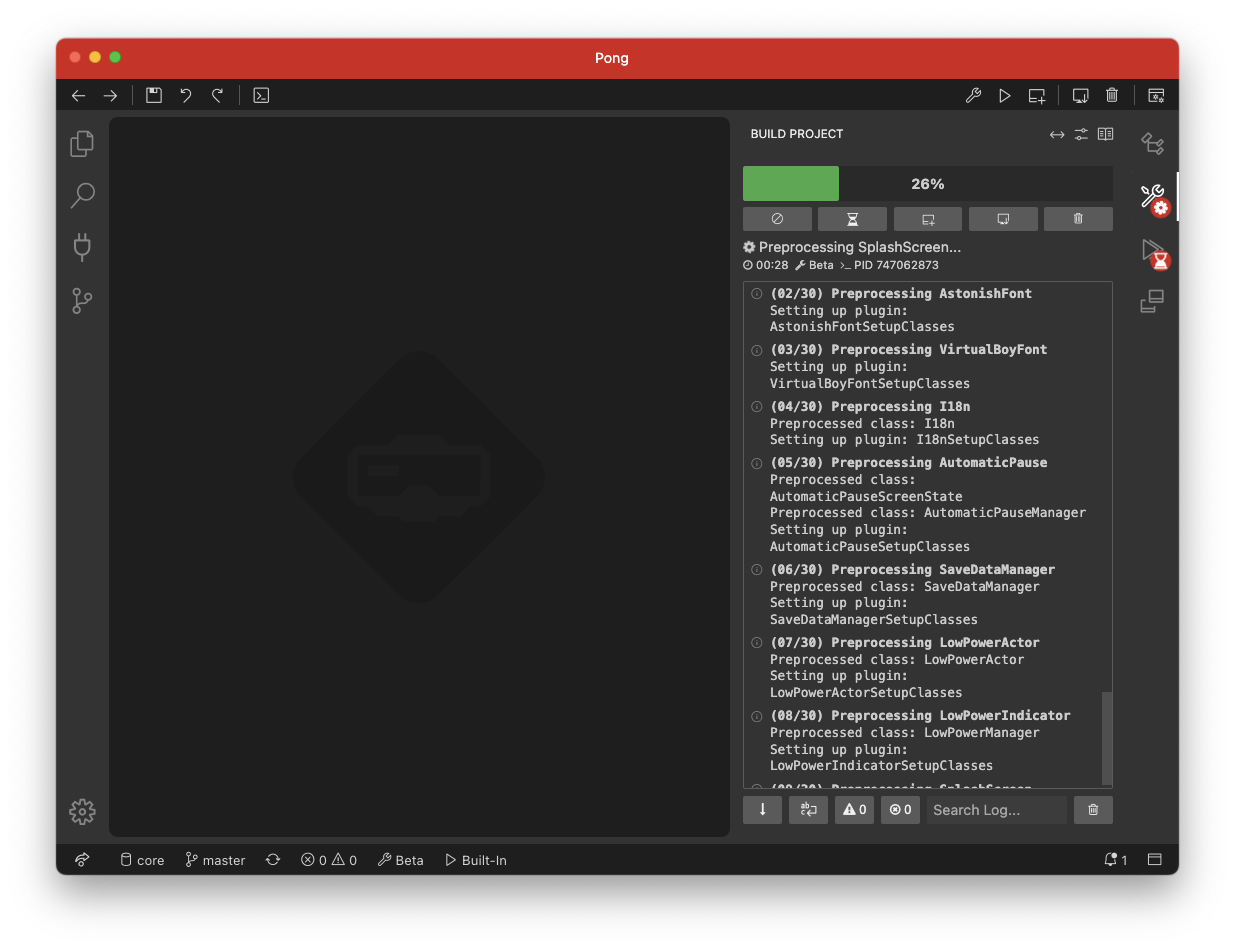 Pong
BUILD PROJECT
26%
Preprocessing SplashScreen...
00:28 Beta PID 747062873
(02/30) Preprocessing AstonishFont
Setting up plugin:
AstonishFontSetupClasses
(03/30) Preprocessing VirtualBoyFont
Setting up plugin:
VirtualBoyFontSetupClasses
(04/30) Preprocessing I18n
Preprocessed class: I18n
Setting up plugin: I18nSetupClasses
(05/30) Preprocessing AutomaticPause
Preprocessed class:
AutomaticPauseScreenState
Preprocessed class: AutomaticPauseManager
Setting up plugin:
AutomaticPauseSetupClasses
(06/30) Preprocessing SaveDataManager
Preprocessed class: SaveDataManager
Setting up plugin:
SaveDataManagerSetupClasses
(07/30) Preprocessing LowPowerActor
Preprocessed class: LowPowerActor
Setting up plugin:
LowPowerActorSetupClasses
(08/30) Preprocessing LowPowerIndicator
Preprocessed class: LowPowerManager
Setting up plugin:
LowPowerIndicatorSetupClasses
(09/30) Preprocessing SplashScreen
0 0 Search Log...
core master 0 0 Beta Built-In 1